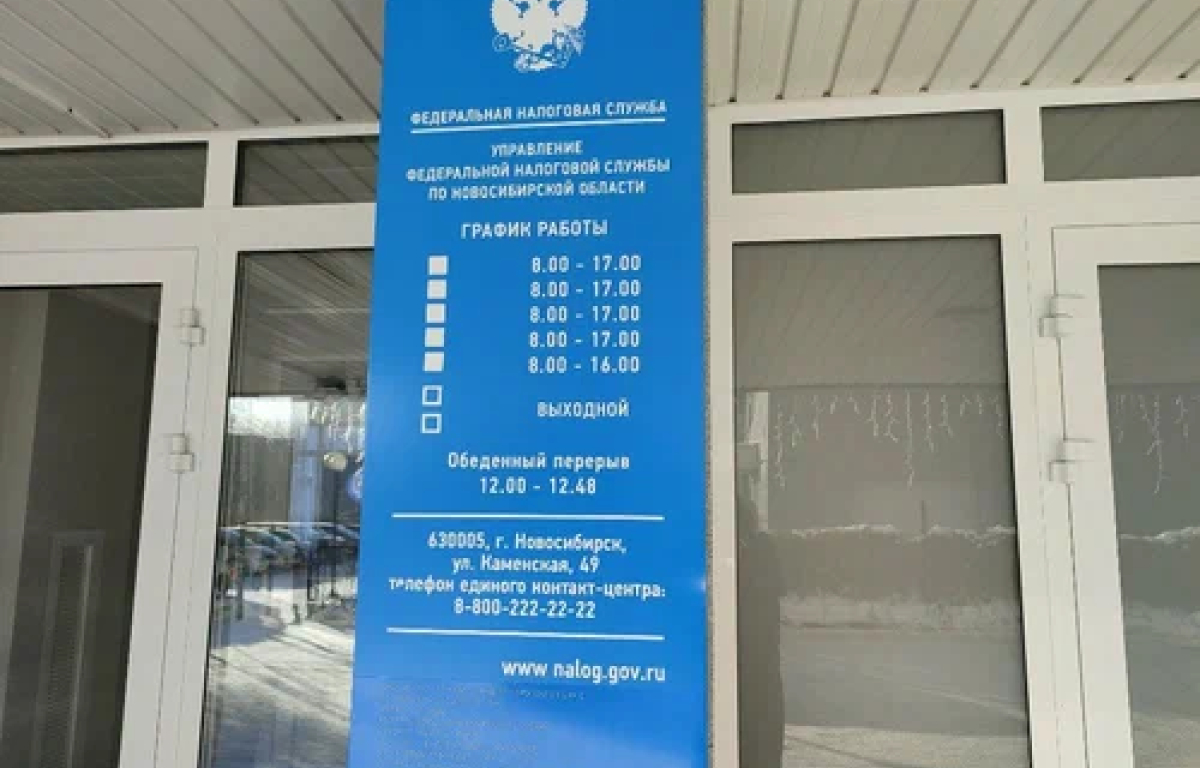 ФЕДЕРАЛЬНАЯ НАЛОГОВАЯ СЛУЖБА
УПРАВЛЕНИЕ
ФЕДЕРАЛЬНОЙ НАЛОГОВОЙ СЛУЖБЫ
ПО НОВОСИБИРСКОЙ ОБЛАСТИ
ГРАФИК РАБОТЫ
8.00 - 17.00
8.00 - 17.00
8.00 - 17.00
8.00 - 17.00
8.00 - 16.00
ВЫХОДНОЙ
Обеденный перерыв
12.00 - 12.48
630005, г. Новосибирск,
ул. Каменская, 49
телефон единого контакт-центра:
8-800-222-22-22
www nalog.gov.ru